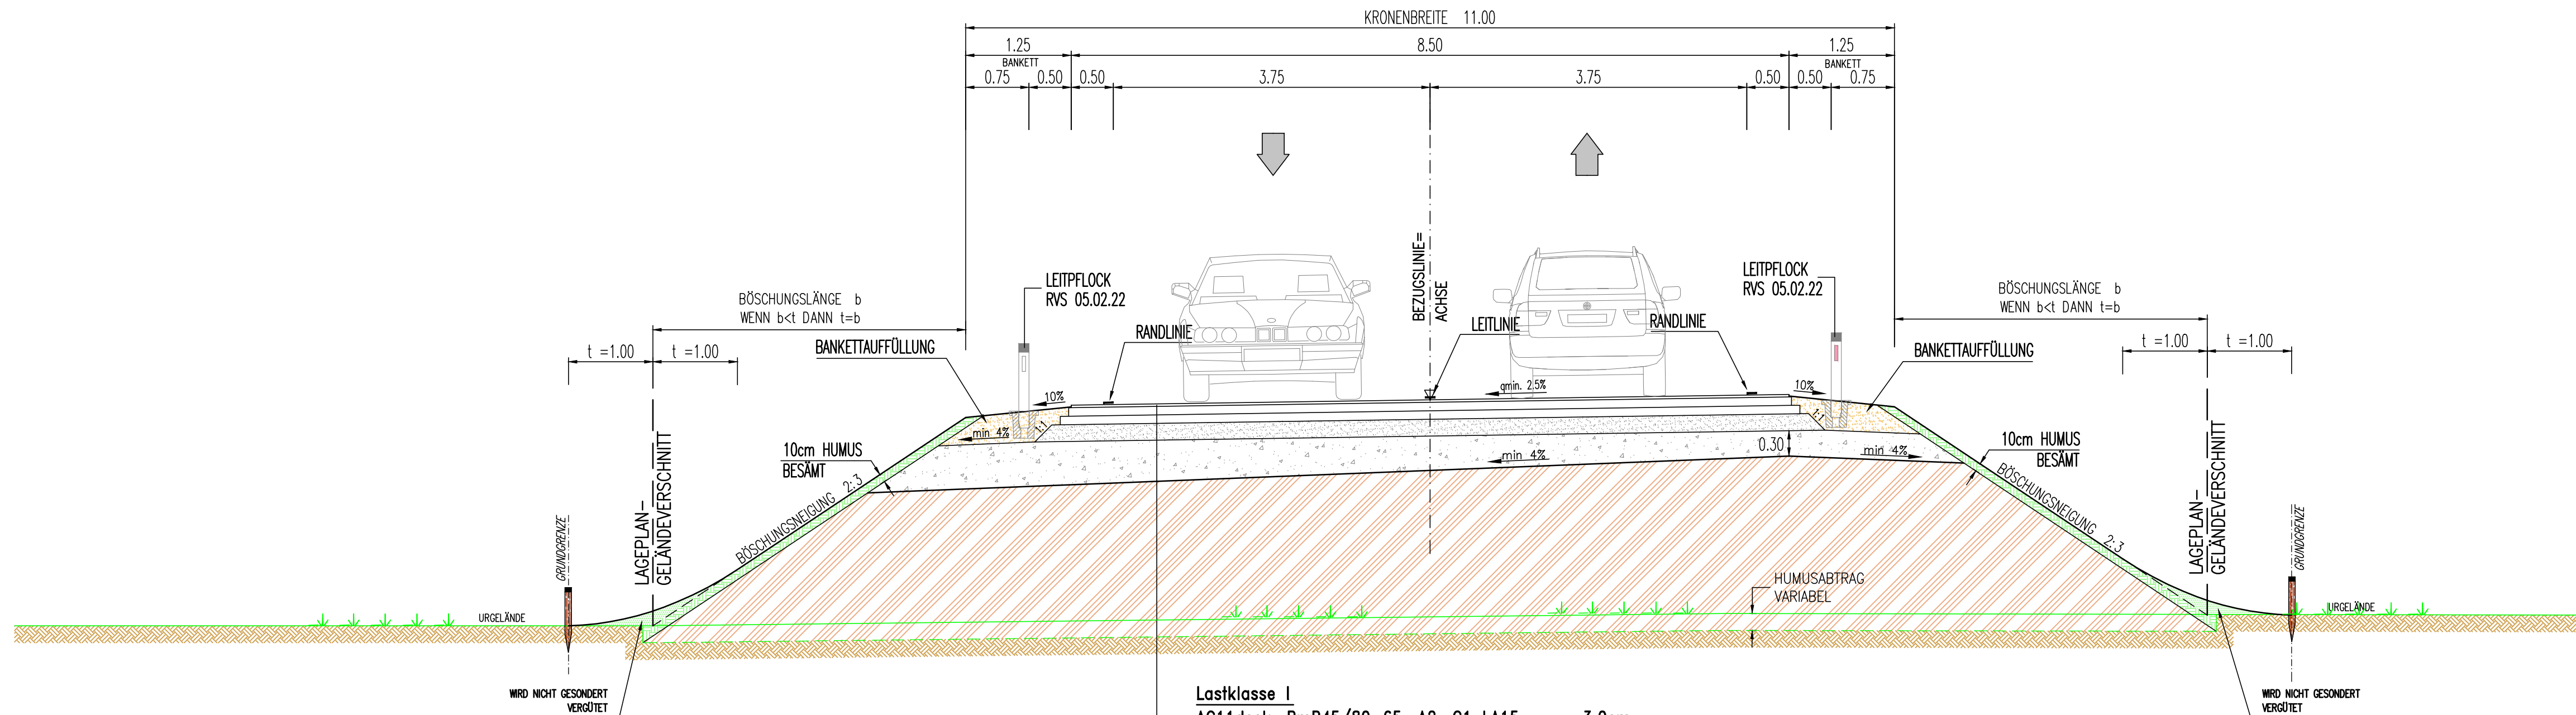 KRONENBREITE 11.00
1.25 8.50 1.25
BANKETT BANKETT
0.75 0.50 0.50 3.75 3.75 0.50 0.50 0.75
BEZUGSLINIE=
ACHSE
LEITPFLOCK
RVS 05.02.22
LEITPFLOCK
RVS 05.02.22
BÖSCHUNGSLÄNGE b
WENN b<t DANN t=b
BÖSCHUNGSLÄNGE b
WENN b<t DANN t=b
RANDLINIE
LEITLINIE
RANDLINIE
t =1.00 t =1.00
BANKETTAUFFÜLLUNG
BANKETTAUFFÜLLUNG
t =1.00 t =1.00
10%
qmin. 2,5%
10%
min 4%
1:1
1:1
10cm HUMUS
BESÄMT
0.30
min 4%
min 4%
10cm HUMUS
BESÄMT
BÖSCHUNGSNEIGUNG 2:3
BÖSCHUNGSNEIGUNG 2:3
GRUNDGRENZE
LAGEPLAN-
GELÄNDEVERSCHNITT
LAGEPLAN-
GELÄNDEVERSCHNITT
GRUNDGRENZE
HUMUSABTRAG
VARIABEL
URGELÄNDE
URGELÄNDE
WIRD NICHT GESONDERT
VERGÜTET
Lastklasse I
WIRD NICHT GESONDERT
VERGÜTET